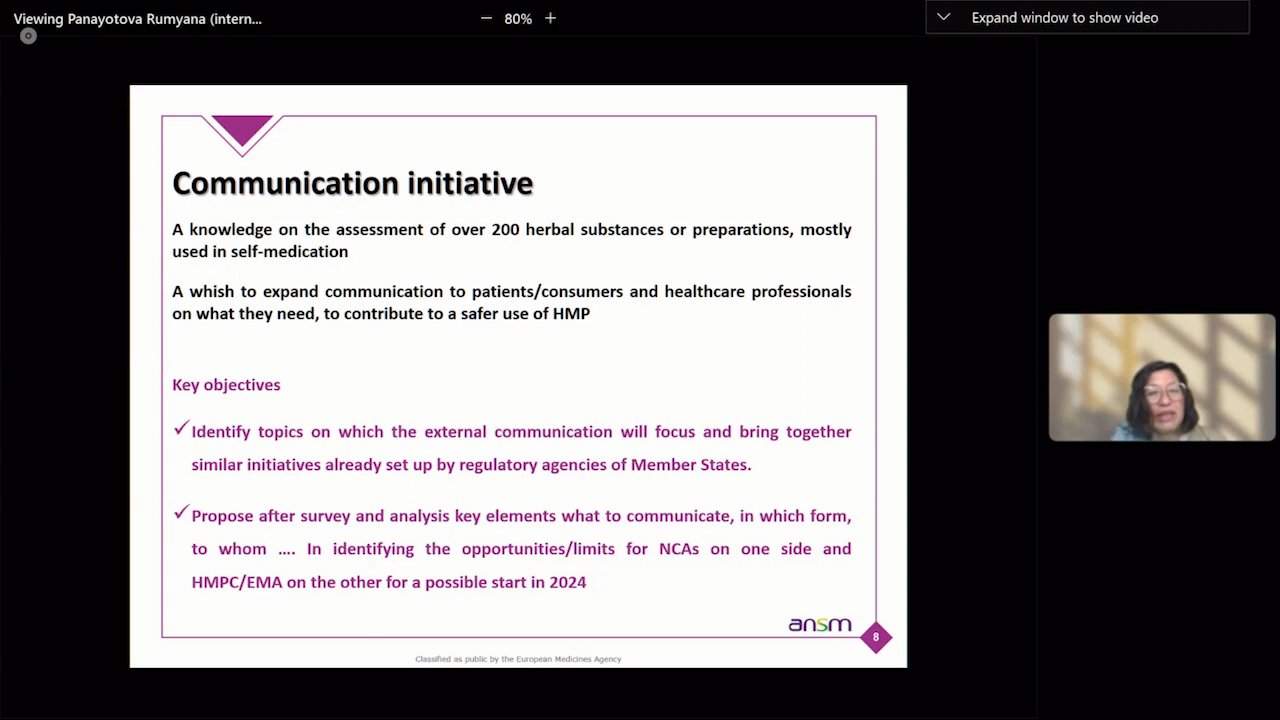 Viewing Panayotova Rumyana (intern...
80%
Expand window to show video
Communication initiative
A knowledge on the assessment of over 200 herbal substances or preparations, mostly
used in self-medication
A whish to expand communication to patients/consumers and healthcare professionals
on what they need, to contribute to a safer use of HMP
Key objectives
✓Identify topics on which the external communication will focus and bring together
similar initiatives already set up by regulatory agencies of Member States.
✓Propose after survey and analysis key elements what to communicate, in which form,
to whom .... In identifying the opportunities/limits for NCAs on one side and
HMPC/EMA on the other for a possible start in 2024
ansm
8
Classified as public by the European Medicines Agency